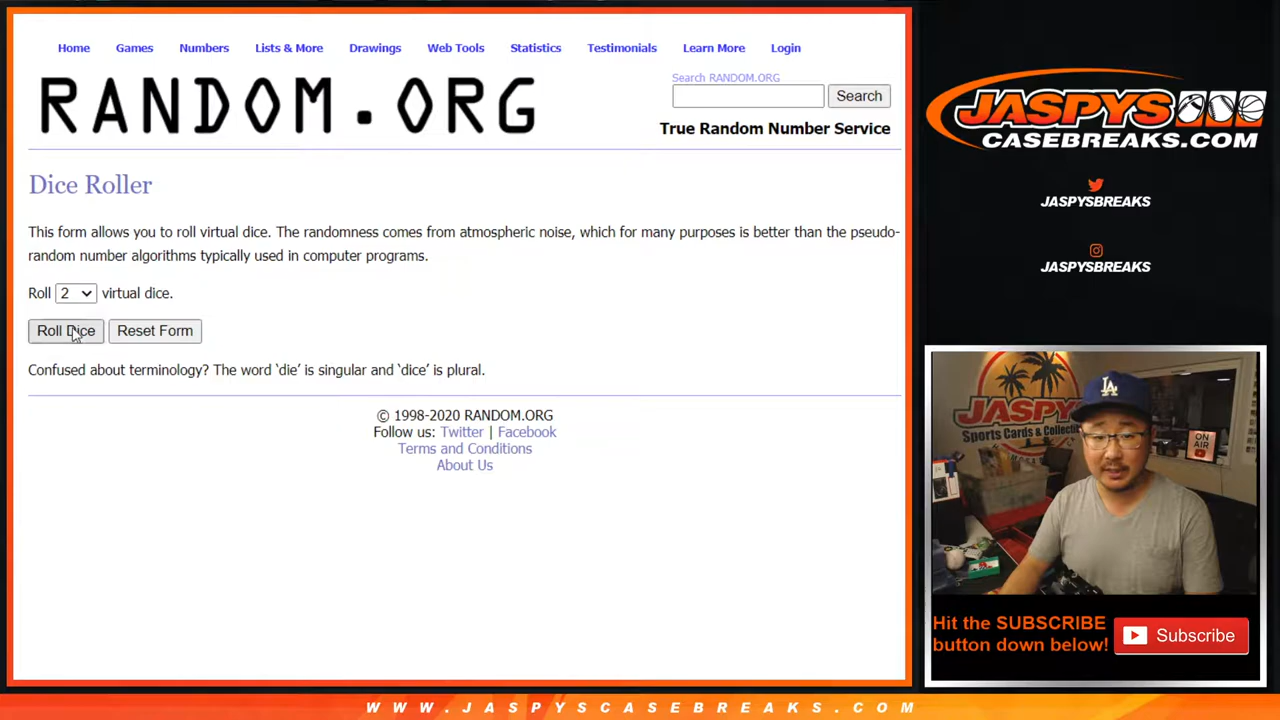 Home Games Numbers Lists & More Drawings Web Tools Statistics Testimonials Learn More Login
RANDOM.ORG
Search RANDOM.ORG
Search
True Random Number Service
Dice Roller
This form allows you to roll virtual dice. The randomness comes from atmospheric noise, which for many purposes is better than the pseudo-
random number algorithms typically used in computer programs.
Roll 2 virtual dice.
Roll Dice Reset Form
Confused about terminology? The word ‘die’ is singular and ‘dice’ is plural.
© 1998-2020 RANDOM.ORG
Follow us: Twitter | Facebook
Terms and Conditions
About Us
JASPYS
CASEBREAKS.COM
JASPYSBREAKS
JASPYSBREAKS
JASPYS
Sports Cards &
LA
ON
AIR
Hit the SUBSCRIBE
button down below!
Subscribe
WWW.JASPYSCASEBREAKS.COM